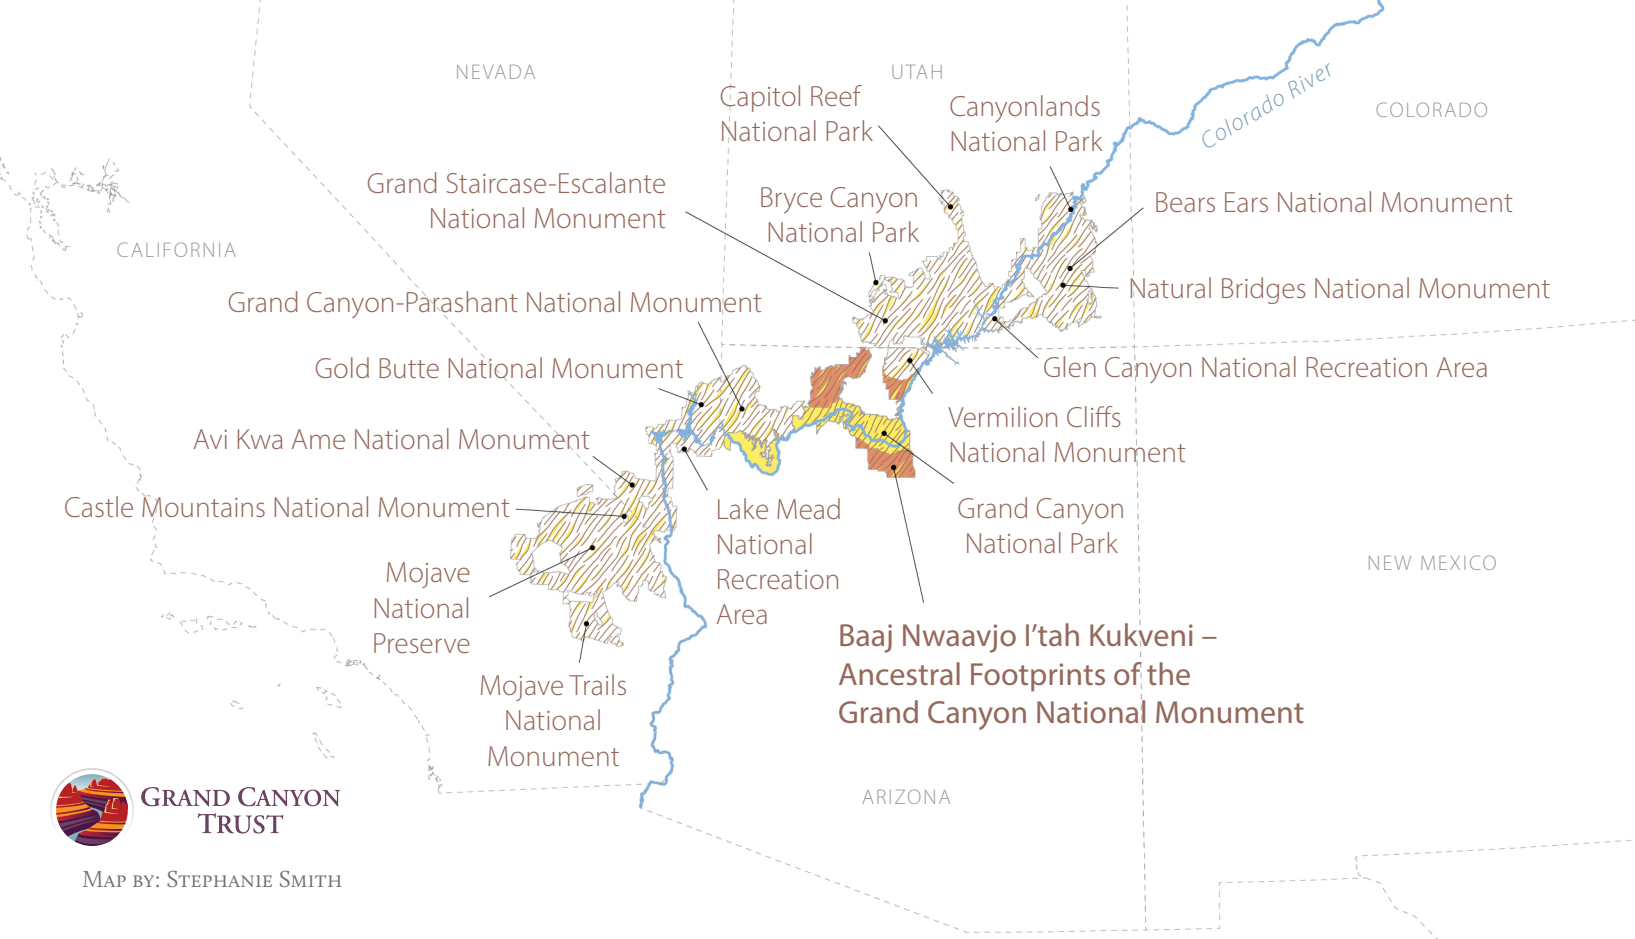 NEVADA
UTAH
COLORADO
Colorado River
CALIFORNIA
Capitol Reef
National Park
Canyonlands
National Park
Grand Staircase-Escalante
National Monument
Bryce Canyon
National Park
Bears Ears National Monument
Natural Bridges National Monument
Grand Canyon-Parashant National Monument
Gold Butte National Monument
Glen Canyon National Recreation Area
Avi Kwa Ame National Monument
Vermilion Cliffs
National Monument
Castle Mountains National Monument
Lake Mead
National
Recreation
Area
Grand Canyon
National Park
Mojave
National
Preserve
NEW MEXICO
Baaj Nwaavjo I’tah Kukveni –
Ancestral Footprints of the
Grand Canyon National Monument
Mojave Trails
National
Monument
ARIZONA
GRAND CANYON
TRUST
MAP BY: STEPHANIE SMITH